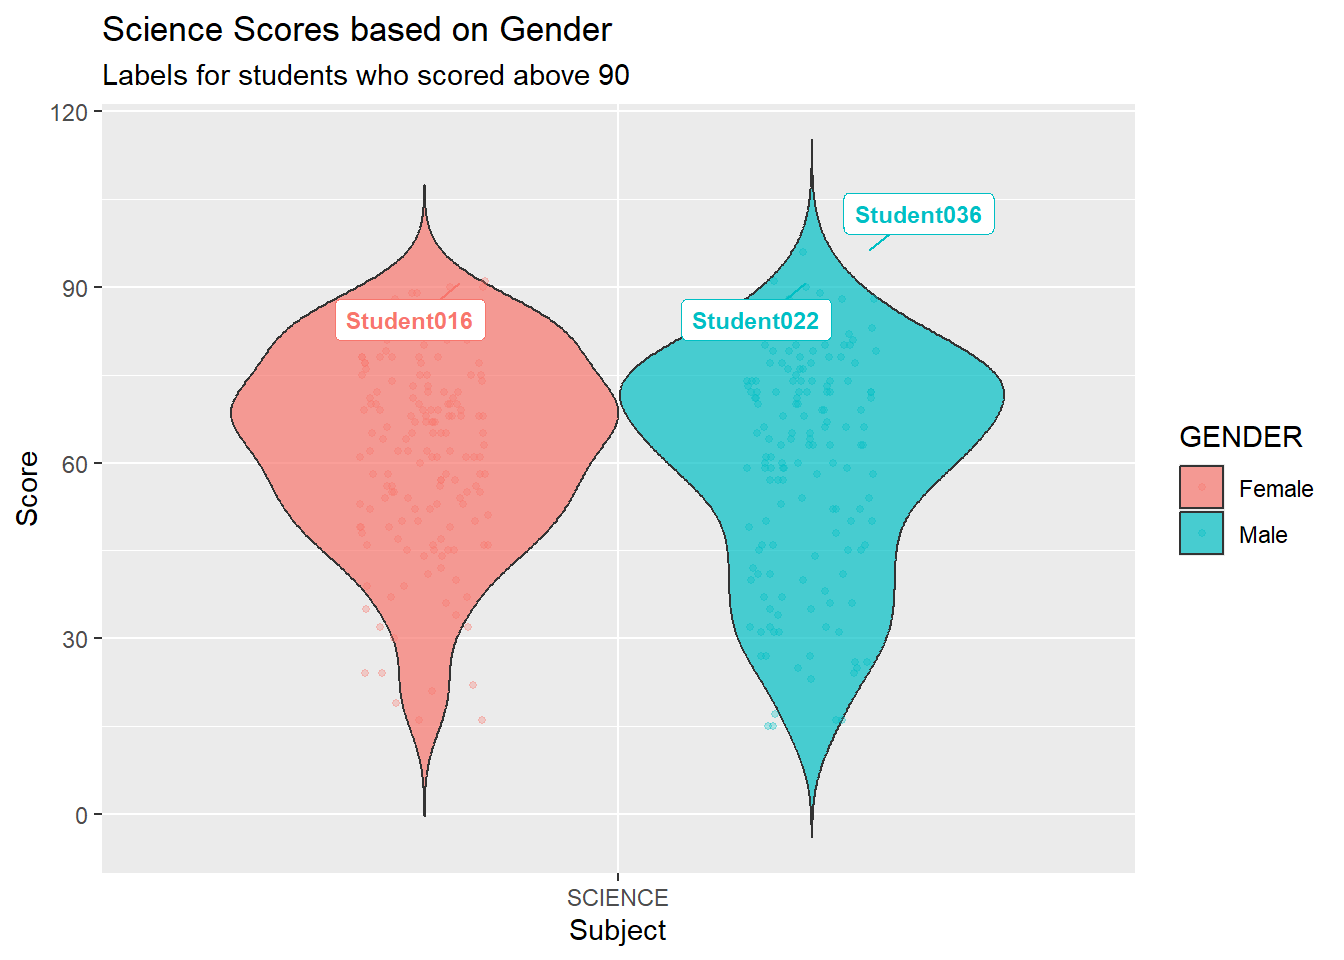 Science Scores based on Gender
Labels for students who scored above 90
120
90
60
30
0
Score
Student036
Student016
Student022
SCIENCE
Subject
GENDER
Female
Male